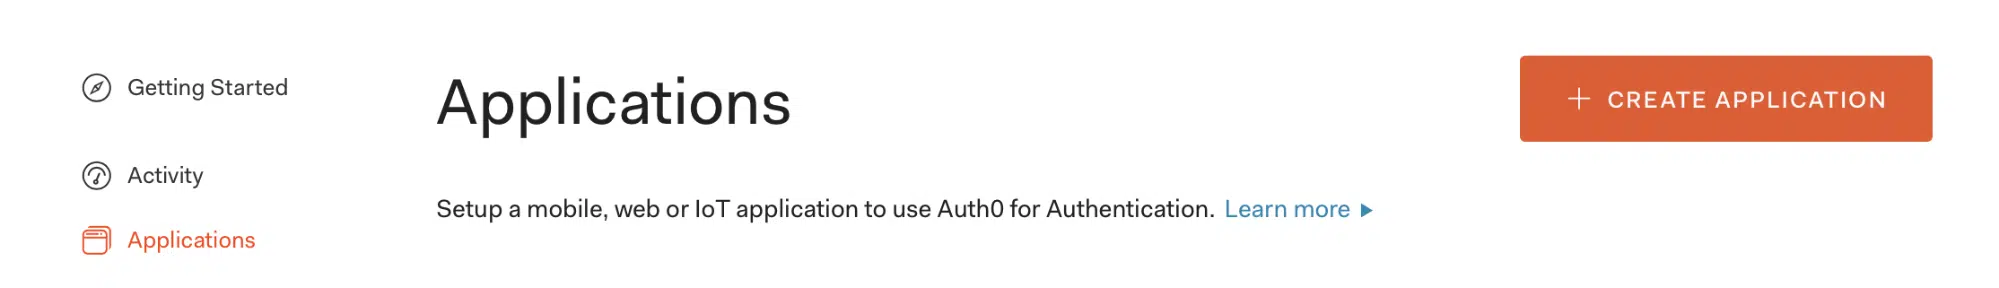 Getting Started
Activity
Applications
Applications
+ CREATE APPLICATION
Setup a mobile, web or IoT application to use Auth0 for Authentication. Learn more